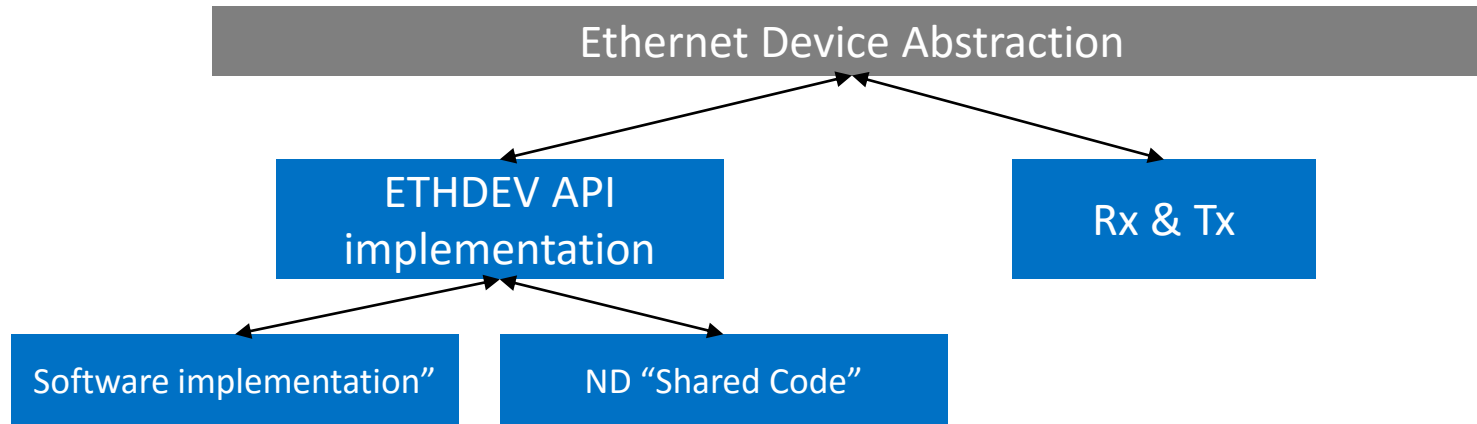 Ethernet Device Abstraction
ETHDEV API
implementation
Rx & Tx
Software implementation”
ND “Shared Code”